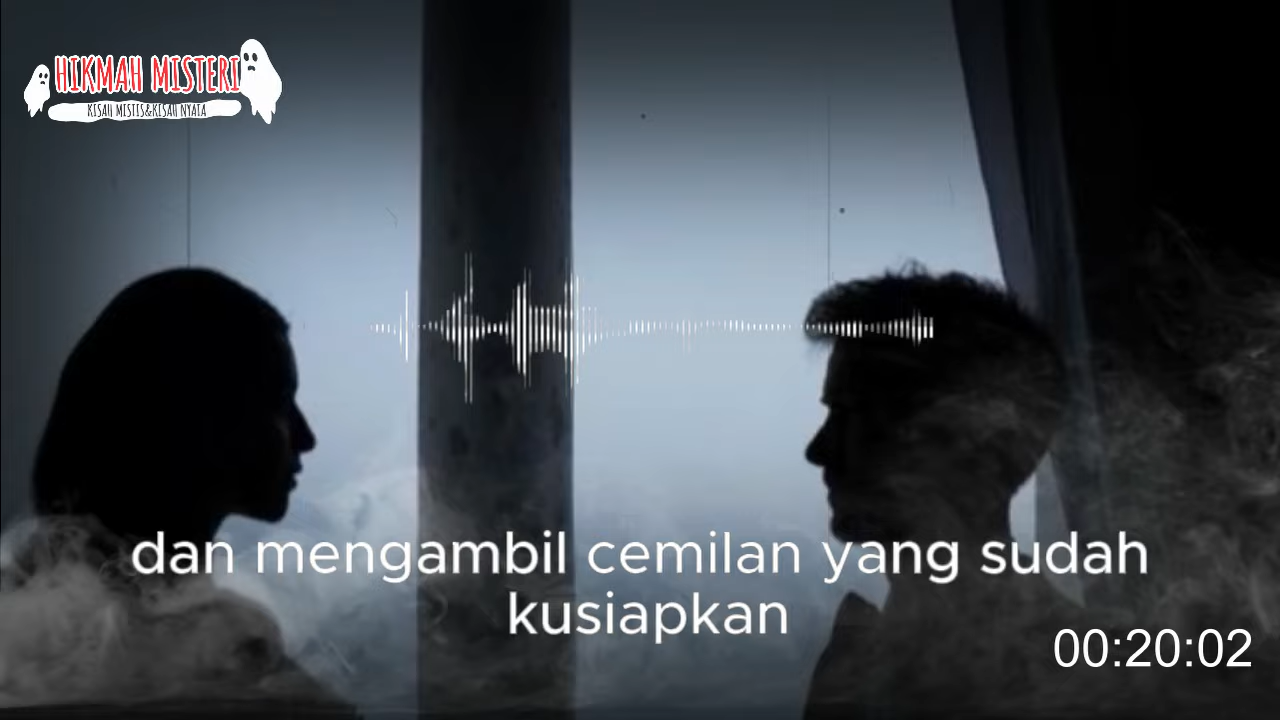 HIKMAH MISTERI
KISAH MISTIS&KISAH NYATA
dan mengambil cemilan yang sudah
kusiapkan
00:20:02